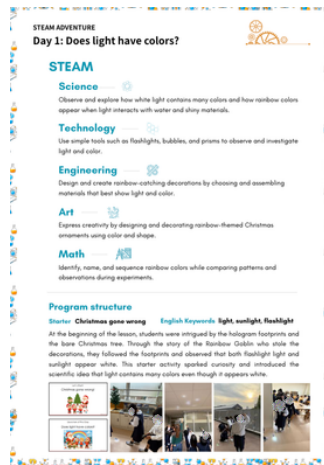 STEAM ADVENTURE
Day 1: Does light have colors?
STEAM
Science
Observe and explore how white light contains many colors and how rainbow colors
appear when light interacts with water and shiny materials.
Technology
Use simple tools such as flashlights, bubbles, and prisms to observe and investigate
light and color.
Engineering
Design and create rainbow-catching decorations by choosing and assembling
materials that best show light and color.
Art
Express creativity by designing and decorating rainbow-themed Christmas
ornaments using color and shape.
Math
Identify, name, and sequence rainbow colors while comparing patterns and
observations during experiments.
Program structure
Starter Christmas gone wrong English Keywords light, sunlight, flashlight
At the beginning of the lesson, students were intrigued by the hologram footprints and
the bare Christmas tree. Through the story of the Rainbow Goblin who stole the
decorations, they followed the footprints and observed that both flashlight light and
sunlight appear white. This starter activity sparked curiosity and introduced the
scientific idea that light contains many colors even though it appears white.
Christmas gone wrong!